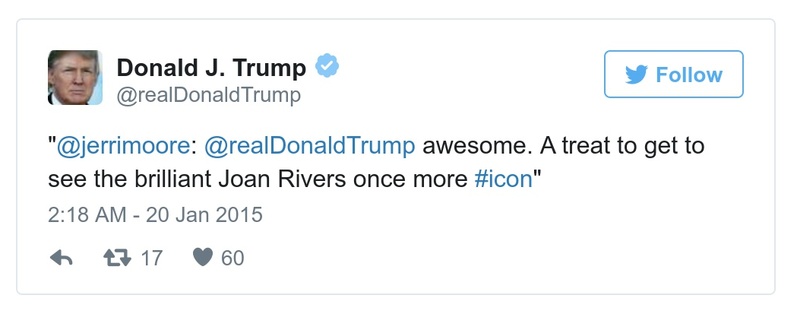 Donald J. Trump
@realDonaldTrump
Follow
"@jerrimoore: @realDonaldTrump awesome. A treat to get to
see the brilliant Joan Rivers once more #icon"
2:18 AM - 20 Jan 2015
17 60